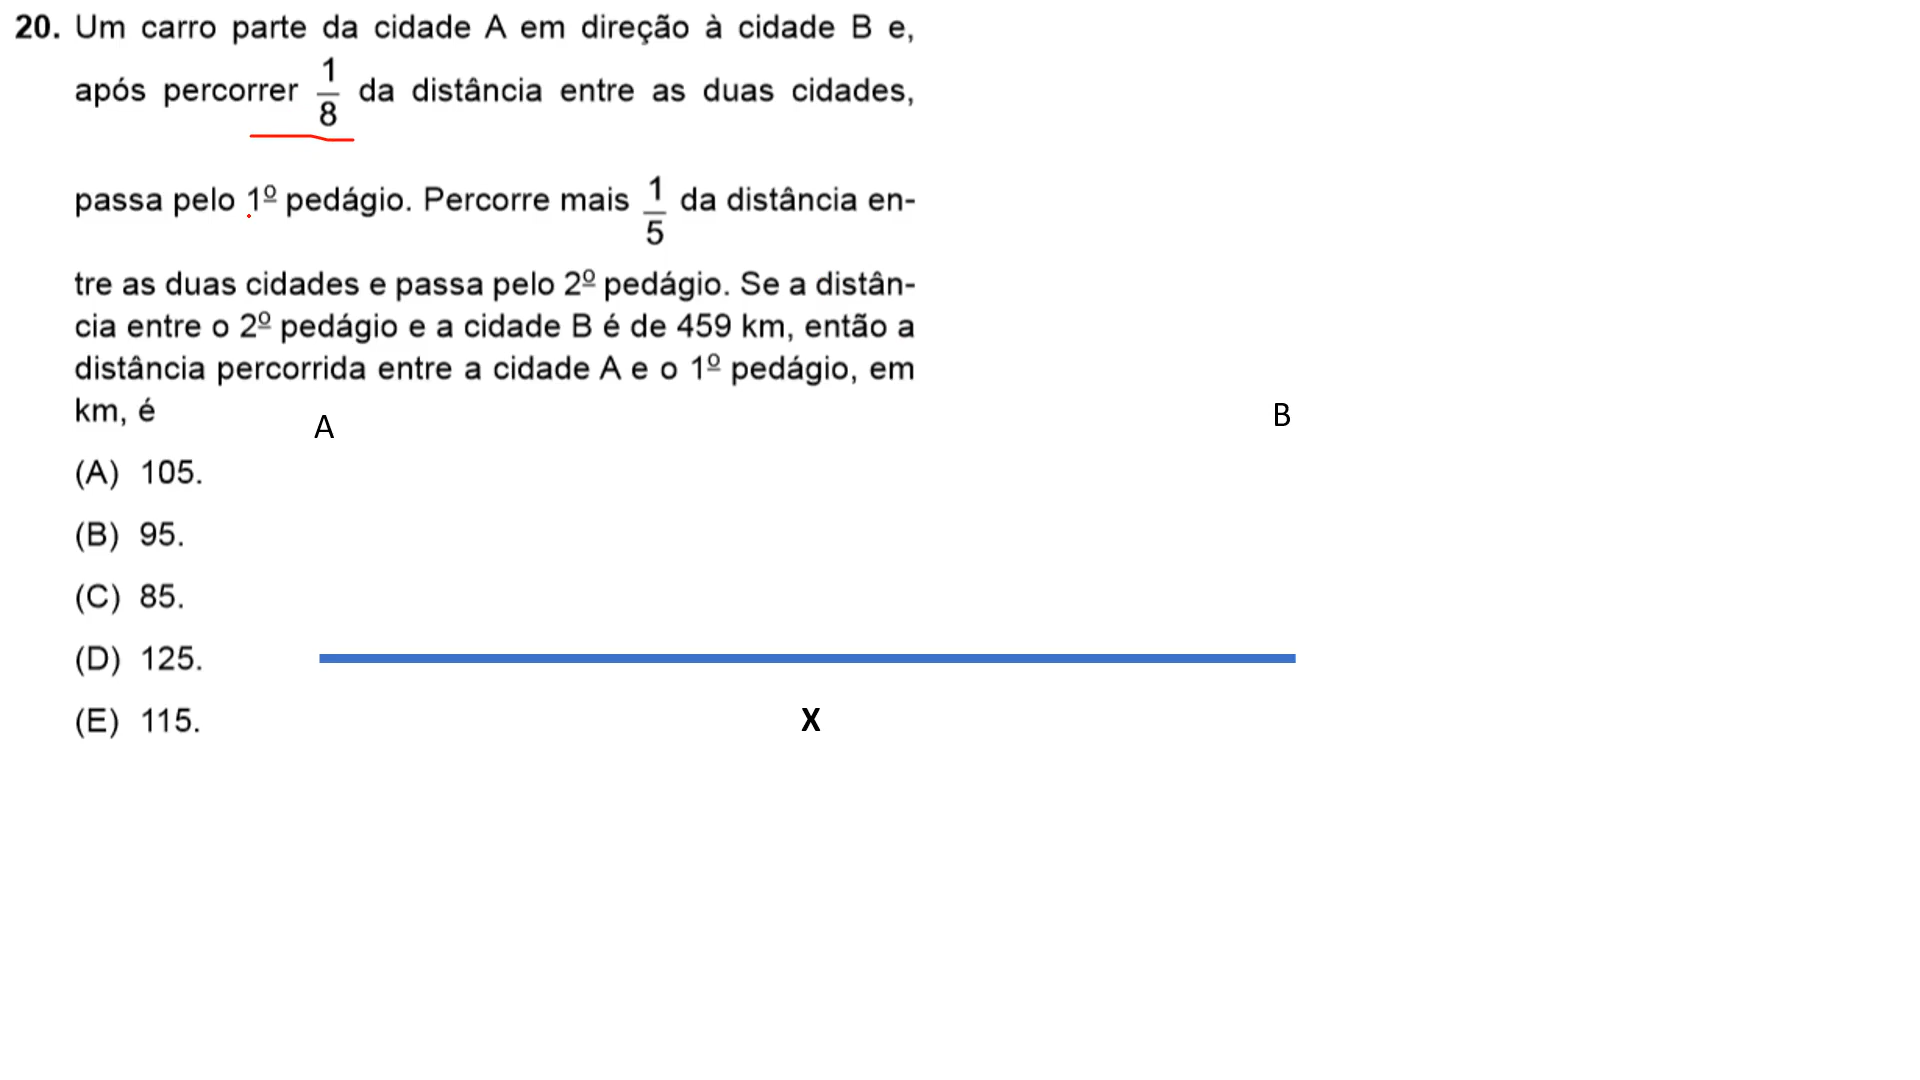 20. Um carro parte da cidade A em direção à cidade B e,
após percorrer 1/8 da distância entre as duas cidades,
passa pelo 1º pedágio. Percorre mais 1/5 da distância en-
tre as duas cidades e passa pelo 2º pedágio. Se a distân-
cia entre o 2º pedágio e a cidade B é de 459 km, então a
distância percorrida entre a cidade A e o 1º pedágio, em
km, é
A
B
(A) 105.
(B) 95.
(C) 85.
(D) 125.
(E) 115.
X